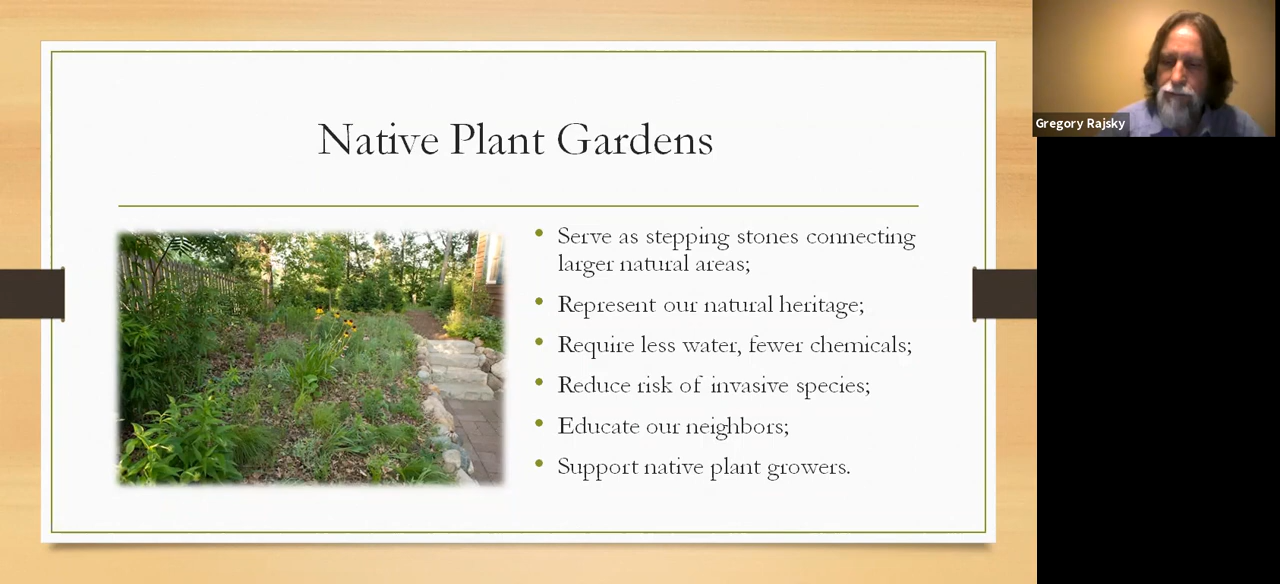 Native Plant Gardens
Serve as stepping stones connecting
larger natural areas;
Represent our natural heritage;
Require less water, fewer chemicals;
Reduce risk of invasive species;
Educate our neighbors;
Support native plant growers.
Gregory Rajsky